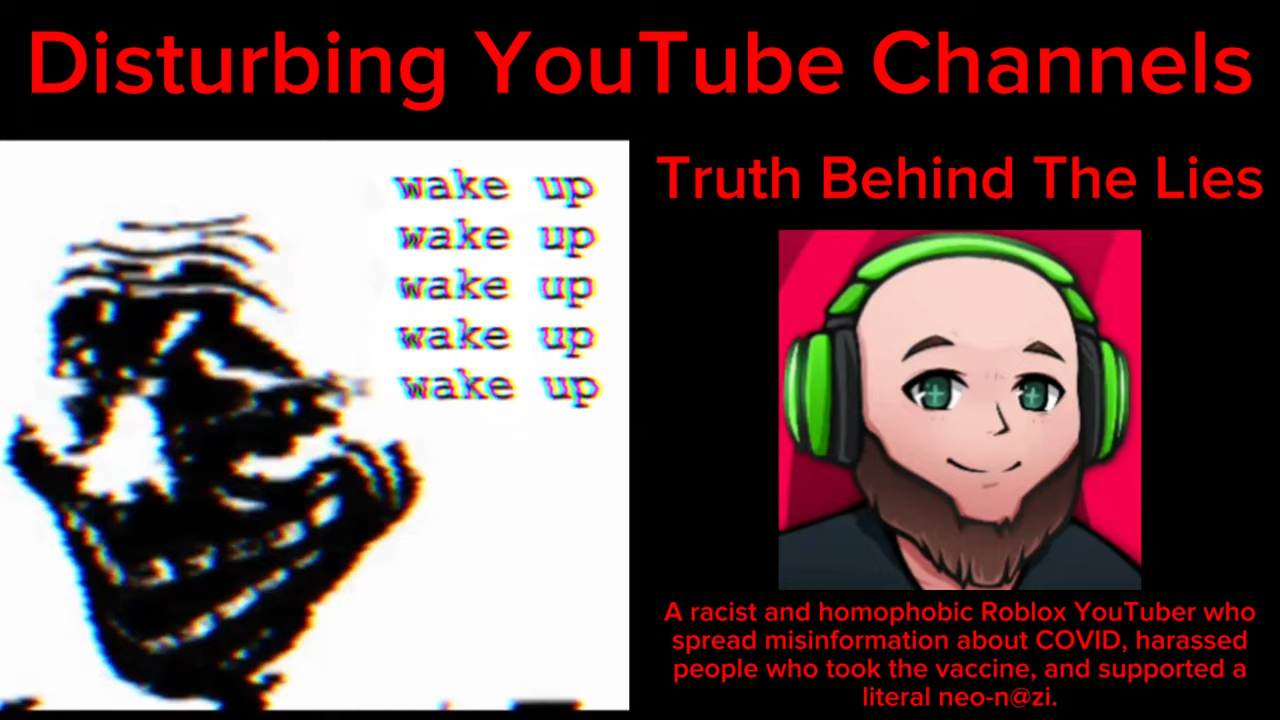 Disturbing YouTube Channels
wake up
wake up
wake up
wake up
wake up
Truth Behind The Lies
A racist and homophobic Roblox YouTuber who
spread misinformation about COVID, harassed
people who took the vaccine, and supported a
literal neo-n@zi.